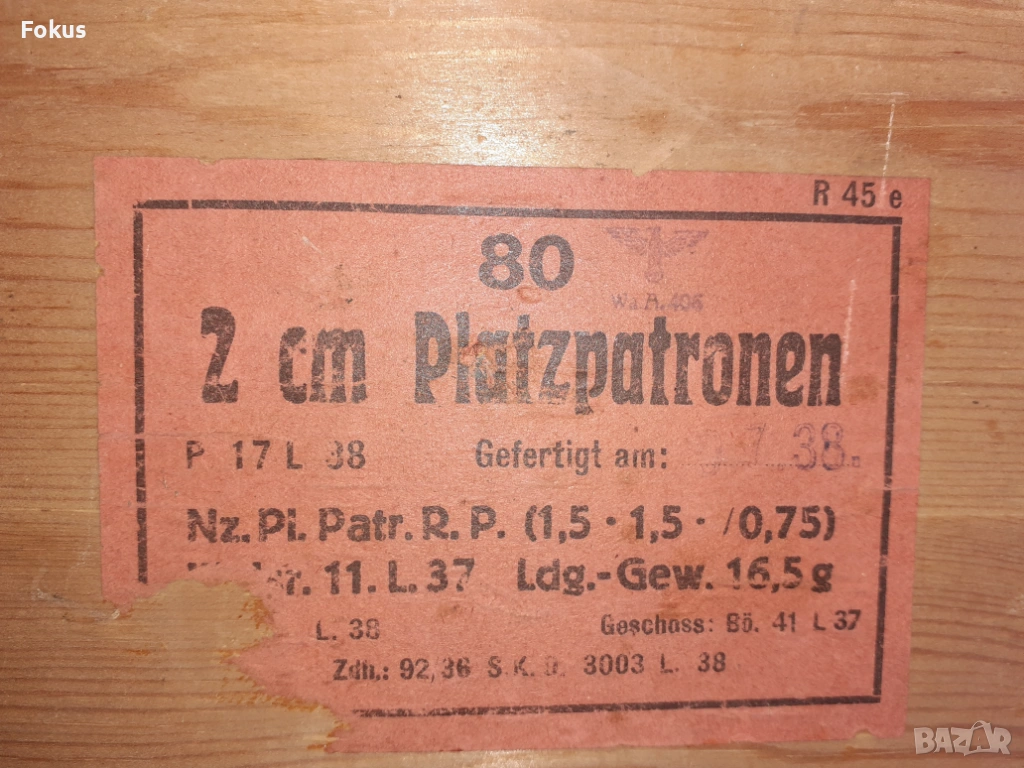 Fokus
R 45 e
80
Wa.A.406
2 cm Platzpatronen
P 17 L 38 Gefertigt am: 7. 38.
Nz. Pl. Patr. R. P. (1,5 · 1,5 · /0,75)
11. L. 37 Ldg.-Gew. 16,5 g
L. 38 Geschoss: Bö. 41 L 37
Zdh.: 92,36 S. K. D. 3003 L. 38
BAZAR